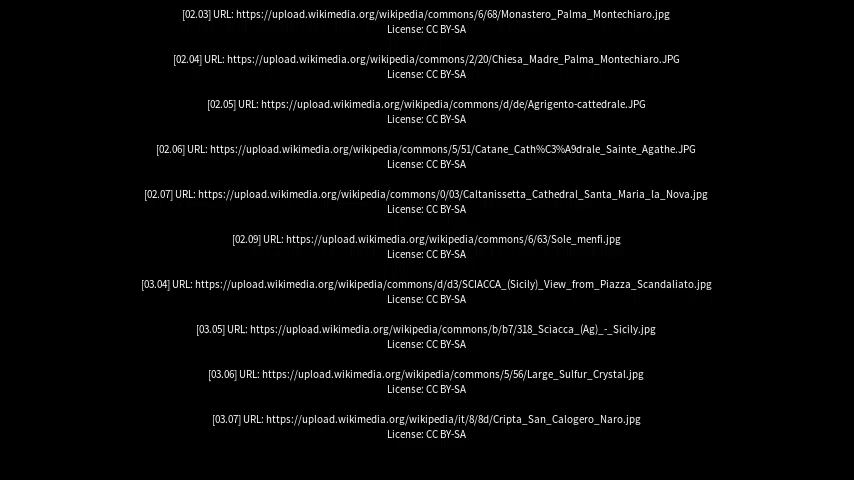 [02.03] URL: https://upload.wikimedia.org/wikipedia/commons/6/68/Monastero_Palma_Montechiaro.jpg
License: CC BY-SA
[02.04] URL: https://upload.wikimedia.org/wikipedia/commons/2/20/Chiesa_Madre_Palma_Montechiaro.JPG
License: CC BY-SA
[02.05] URL: https://upload.wikimedia.org/wikipedia/commons/d/de/Agrigento-cattedrale.JPG
License: CC BY-SA
[02.06] URL: https://upload.wikimedia.org/wikipedia/commons/5/51/Catane_Cath%C3%A9drale_Sainte_Agathe.JPG
License: CC BY-SA
[02.07] URL: https://upload.wikimedia.org/wikipedia/commons/0/03/Caltanissetta_Cathedral_Santa_Maria_la_Nova.jpg
License: CC BY-SA
[02.09] URL: https://upload.wikimedia.org/wikipedia/commons/6/63/Sole_menfi.jpg
License: CC BY-SA
[03.04] URL: https://upload.wikimedia.org/wikipedia/commons/d/d3/SCIACCA_(Sicily)_View_from_Piazza_Scandaliato.jpg
License: CC BY-SA
[03.05] URL: https://upload.wikimedia.org/wikipedia/commons/b/b7/318_Sciacca_(Ag)_-_Sicily.jpg
License: CC BY-SA
[03.06] URL: https://upload.wikimedia.org/wikipedia/commons/5/56/Large_Sulfur_Crystal.jpg
License: CC BY-SA
[03.07] URL: https://upload.wikimedia.org/wikipedia/it/8/8d/Cripta_San_Calogero_Naro.jpg
License: CC BY-SA